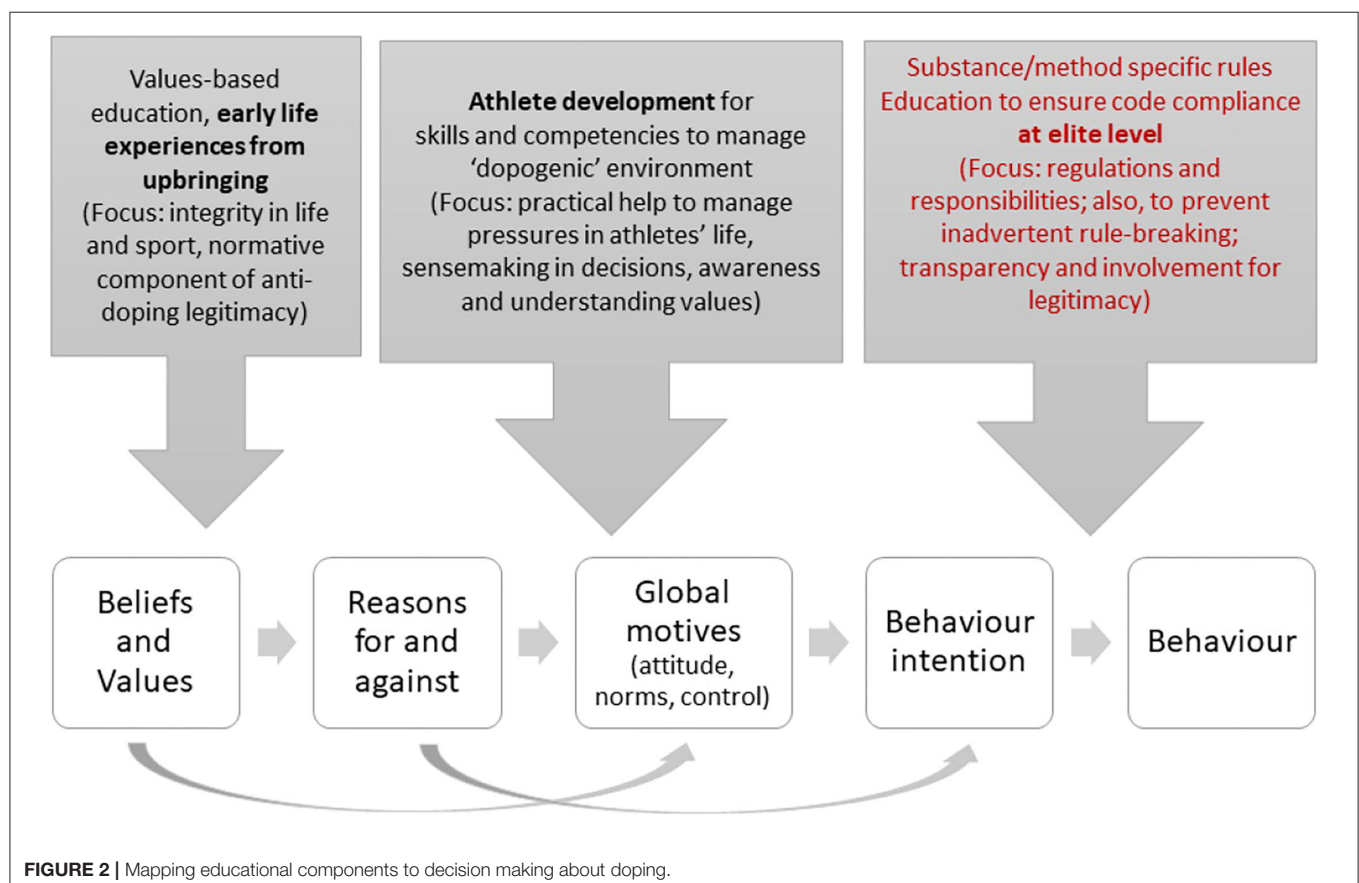 Values-based
education, early life
experiences from
upbringing
(Focus: integrity in life
and sport, normative
component of anti-
doping legitimacy)
Athlete development for
skills and competencies to manage
‘dopogenic’ environment
(Focus: practical help to manage
pressures in athletes’ life,
sensemaking in decisions, awareness
and understanding values)
Substance/method specific rules
Education to ensure code compliance
at elite level
(Focus: regulations and
responsibilities; also, to prevent
inadvertent rule-breaking;
transparency and involvement for
legitimacy)
Beliefs
and
Values
Reasons
for and
against
Global
motives
(attitude,
norms, control)
Behaviour
intention
Behaviour
FIGURE 2 | Mapping educational components to decision making about doping.